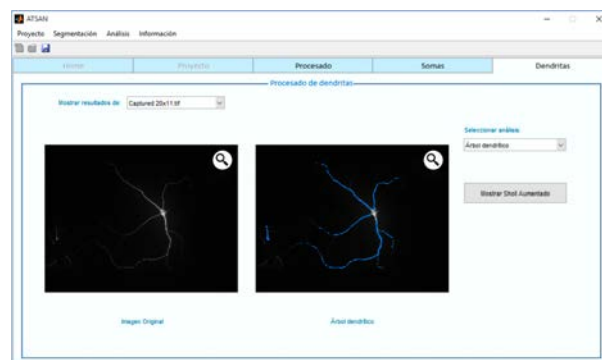 ATSAN
Proyecto Segmentación Análisis Información
Home Proyecto Procesado Somas Dendritas
Procesado de dendritas
Mostrar resultados de: Captured 20x11.tif
Seleccionar análisis:
Árbol dendrítico
Mostrar Sholl Aumentado
Imagen Original Árbol dendrítico